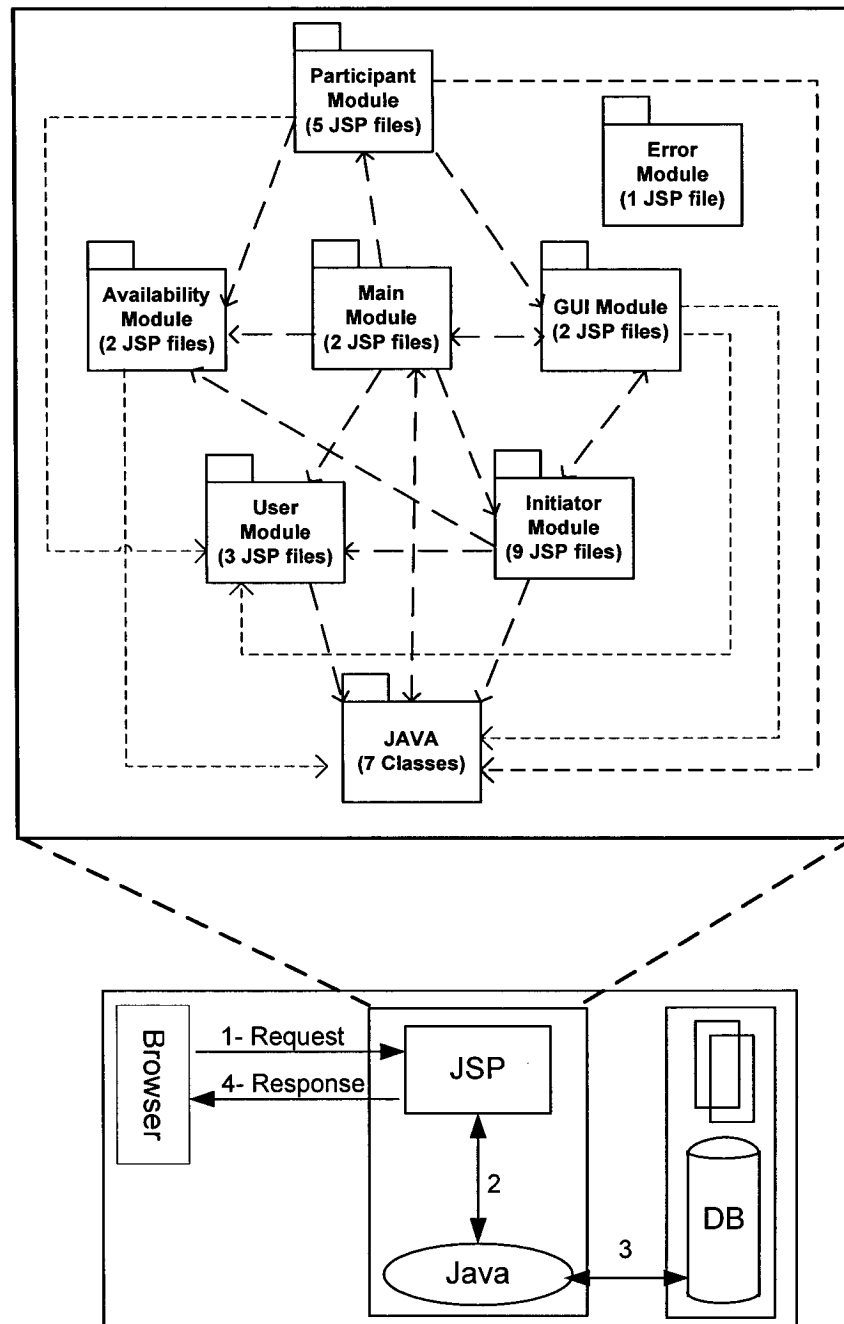 Participant
Module
(5 JSP files)
Error
Module
(1 JSP file)
Availability
Module
(2 JSP files)
Main
Module
(2 JSP files)
GUI Module
(2 JSP files)
User
Module
(3 JSP files)
Initiator
Module
(9 JSP files)
JAVA
(7 Classes)
Browser
1- Request
4- Response
JSP
2
Java
3
DB